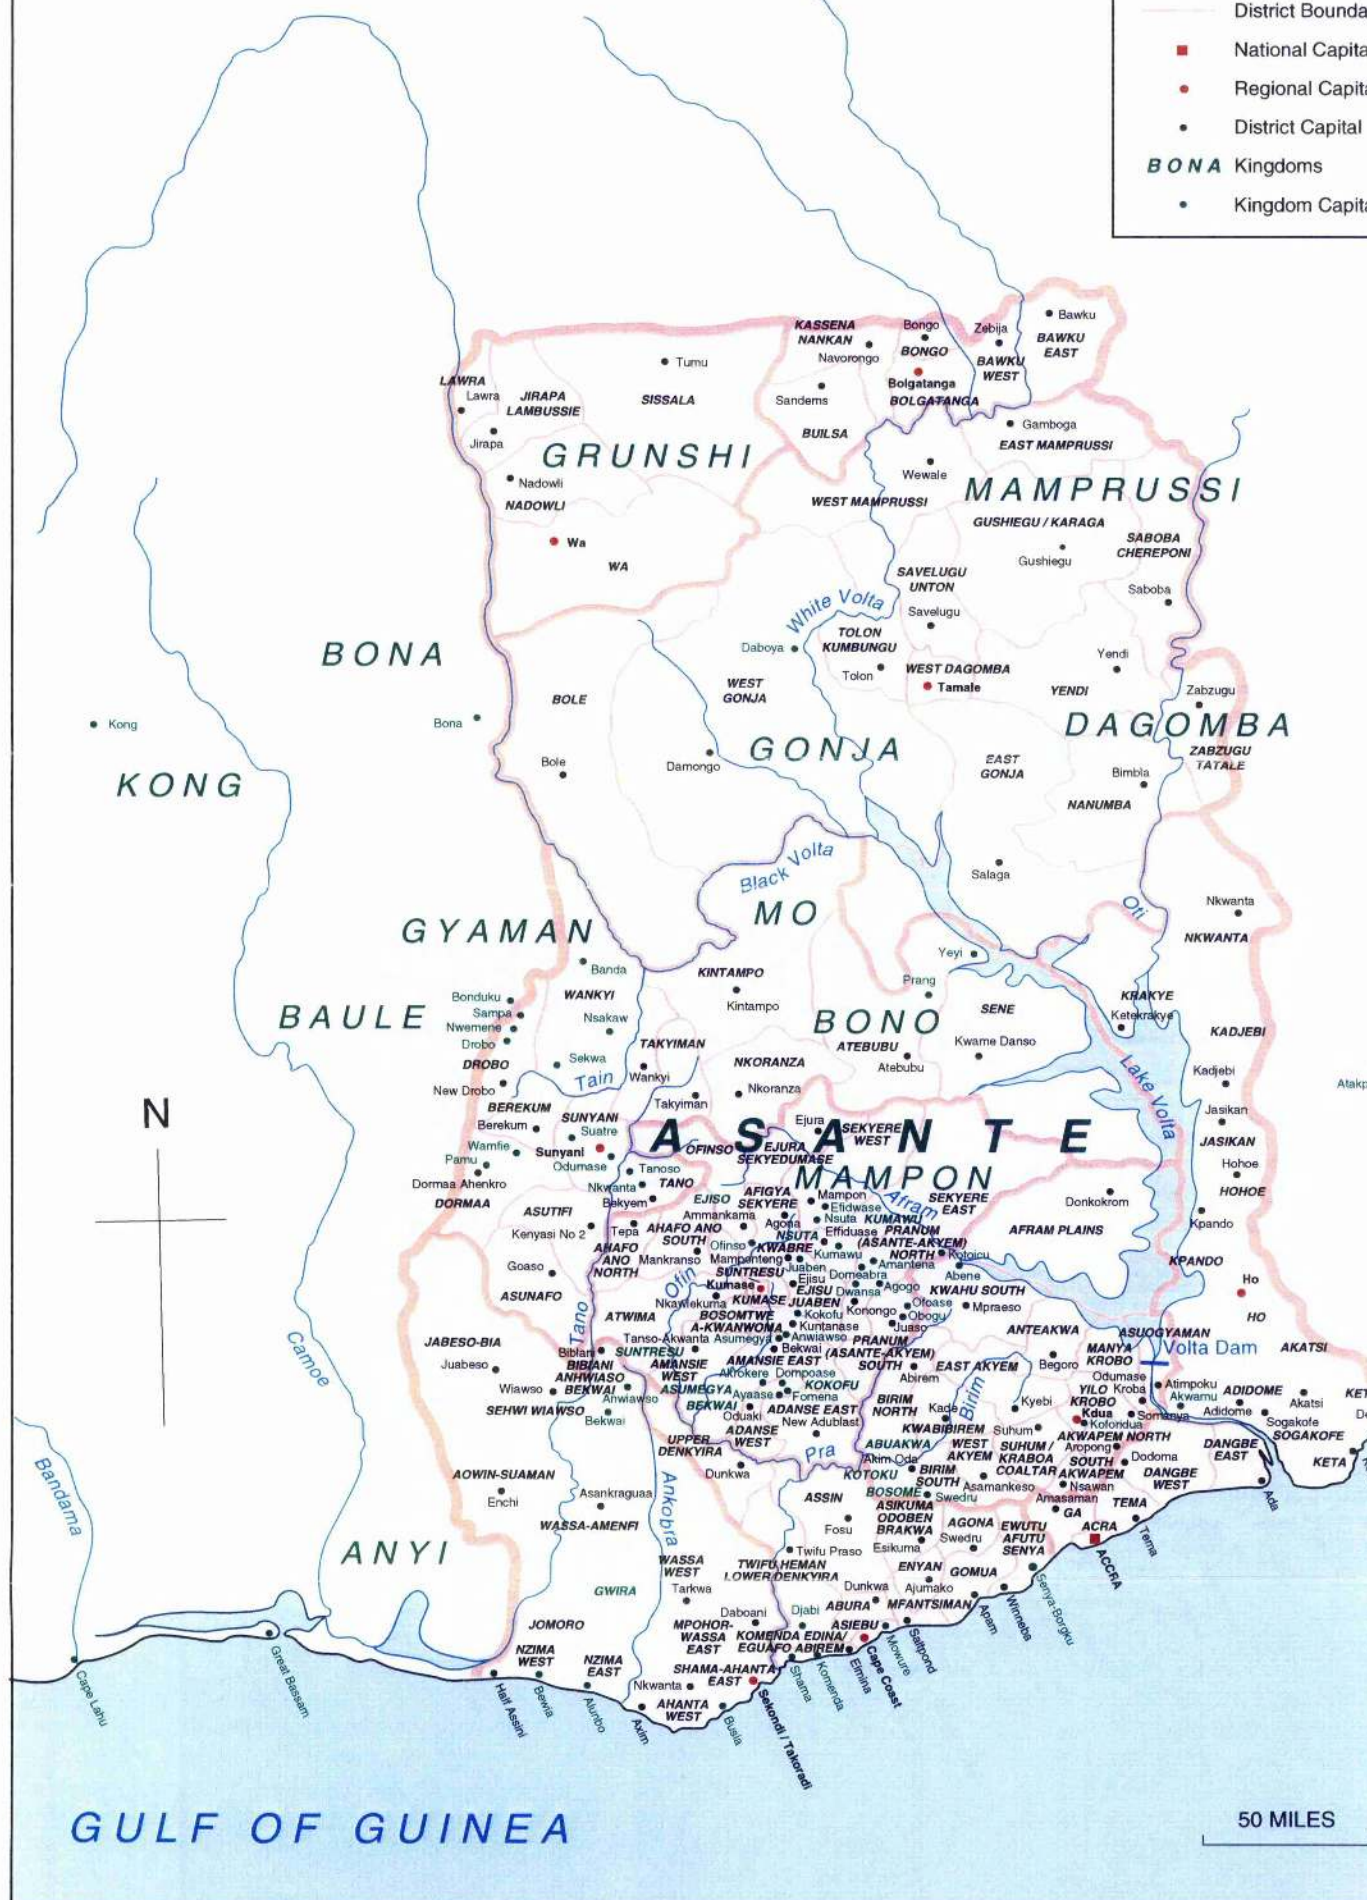 District Bounda
National Capita
Regional Capita
District Capital
BONA Kingdoms
Kingdom Capita
Bawku
BAWKU
EAST
Zebija
BAWKU
WEST
Bongo
BONGO
Bolgatanga
BOLGATANGA
KASSENA
NANKAN
Navorongo
Sandems
BUILSA
Tumu
SISSALA
LAWRA
Lawra
JIRAPA
LAMBUSSIE
Jirapa
GRUNSHI
Nadowli
NADOWLI
Wa
WA
Gamboga
EAST MAMPRUSSI
Wewale
WEST MAMPRUSSI
MAMPRUSSI
GUSHIEGU / KARAGA
Gushiegu
SABOBA
CHEREPONI
Saboba
SAVELUGU
UNTON
Savelugu
White Volta
TOLON
KUMBUNGU
Tolon
Daboya
WEST DAGOMBA
Tamale
Yendi
YENDI
Zabzugu
DAGOMBA
ZABZUGU
TATALE
BONA
Bona
Kong
KONG
BOLE
Bole
WEST
GONJA
GONJA
Damongo
EAST
GONJA
Bimbla
NANUMBA
Salaga
Black Volta
MO
Oti
Nkwanta
NKWANTA
GYAMAN
Banda
WANKYI
KINTAMPO
Kintampo
Yeyi
Prang
SENE
KRAKYE
Ketekrakye
KADJEBI
BAULE
Bonduku
Sampa
Nwemene
Drobo
DROBO
New Drobo
Nsakaw
Sekwa
Tain
TAKYIMAN
Wankyi
Takyiman
BONO
ATEBUBU
Atebubu
Kwame Danso
NKORANZA
Nkoranza
Lake Volta
Kadjebi
Atakp
Jasikan
JASIKAN
Hohoe
HOHOE
N
BEREKUM
Berekum
SUNYANI
Suatre
Sunyani
Odumase
Wamfie
Pamu
Dormaa Ahenkro
DORMAA
Nkwanta
Tanoso
TANO
Bekyem
ASANTE
OFINSO
Ejura
EJURA
SEKYEDUMASE
SEKYERE
WEST
MAMPON
Mampon
Efidwase
Nsuta
Effiduase
KUMAWU
Kumawu
Afram
SEKYERE
EAST
Donkokrom
AFRAM PLAINS
Kpando
KPANDO
Ho
HO
ASUTIFI
Kenyasi No 2
Tepa
AHAFO ANO
SOUTH
AHAFO
ANO
NORTH
Mankranso
EJISO
AFIGYA
SEKYERE
Ammankama
Agona
NSUTA
Ofinso
KWABRE
Mamponteng
SUNTRESU
Juaben
PRANUM
(ASANTE-AKYEM)
NORTH
Kotoicu
Amantena
Abene
KWAHU SOUTH
Mpraeso
Goaso
ASUNAFO
Ofin
Kumase
KUMASE
Ejisu
EJISU
JUABEN
Domeabra
Dwansa
Agogo
Konongo
Ofoase
Obogu
Juaso
Nkawiekuma
ATWIMA
BOSOMTWE
A-KWANWOMA
Kokofu
Kuntanase
Tanso-Akwanta
Asumegya
Anwiawso
Bekwai
PRANUM
(ASANTE-AKYEM)
SOUTH
Tano
JABESO-BIA
Juabeso
Wiawso
SEHWI WIAWSO
Bibiani
BIBIANI
ANHWIASO
BEKWAI
SUNTRESU
Anwiawso
Bekwai
AMANSIE
WEST
AMANSIE EAST
ASUMEGYA
BEKWAI
Akrokere
Dompoase
KOKOFU
Ayaase
Fomena
Oduaki
ADANSE EAST
New Adublast
ADANSE
WEST
Abirem
EAST AKYEM
ANTEAKWA
Begoro
ASUOGYAMAN
Volta Dam
MANYA
KROBO
Odumase
YILO
KROBO
Kroba
Atimpoku
Akwamu
ADIDOME
Adidome
AKATSI
Akatsi
Sogakofe
SOGAKOFE
KET
De
KETA
BIRIM
NORTH
Kade
Birim
Kyebi
Kdua
Koforidua
Somanya
KWABIBIREM
Suhum
SUHUM /
KRABOA
COALTAR
AKWAPEM NORTH
Aropong
SOUTH
AKWAPEM
Dodoma
DANGBE
WEST
DANGBE
EAST
ABUAKWA
WEST
AKYEM
Akim Oda
BIRIM
SOUTH
KOTOKU
BOSOME
Asamankeso
Nsawan
Amasaman
GA
TEMA
Tema
Ada
UPPER
DENKYIRA
Dunkwa
Pra
AOWIN-SUAMAN
Enchi
Asankraguaa
WASSA-AMENFI
Ankobra
ASSIN
Fosu
Swedru
ASIKUMA
ODOBEN
BRAKWA
Esikuma
AGONA
Swedru
EWUTU
AFUTU
SENYA
ACRA
ACCRA
Camoe
Bandama
ANYI
WASSA
WEST
Tarkwa
TWIFU HEMAN
LOWER DENKYIRA
Twifu Praso
ENYAN
GOMUA
Dunkwa
Ajumako
MFANTSIMAN
Senya-Borgku
Winneba
Apam
GWIRA
JOMORO
Daboani
MPOHOR-
WASSA
EAST
Djabi
ABURA
ASIEBU
KOMENDA EDINA/
EGUAFO ABIREM
Saltpond
Mowure
Cape Coast
Elmina
Komenda
Shama
NZIMA
WEST
NZIMA
EAST
SHAMA-AHANTA
EAST
Nkwanta
AHANTA
WEST
Sekondi / Takoradi
Busia
Axim
Alunbo
Bewia
Half Assini
Great Bassam
Cape Lahu
GULF OF GUINEA
50 MILES